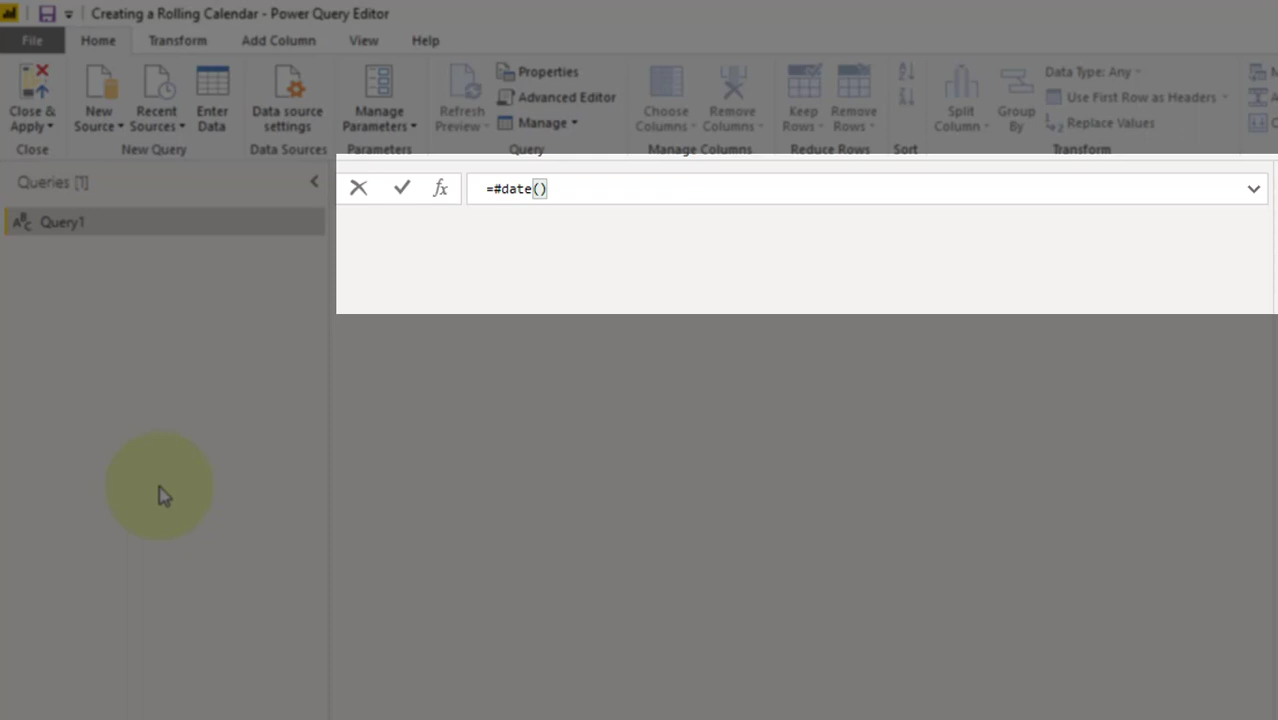 Creating a Rolling Calendar - Power Query Editor
File Home Transform Add Column View Help
Close & Apply
New Source
Recent Sources
Enter Data
Data source settings
Manage Parameters
Refresh Preview
Properties
Advanced Editor
Manage
Choose Columns
Remove Columns
Keep Rows
Remove Rows
Split Column
Group By
Data Type: Any
Use First Row as Headers
Replace Values
Close New Query Data Sources Parameters Query Manage Columns Reduce Rows Sort Transform
Queries [1]
fx =#date()
ABC Query1